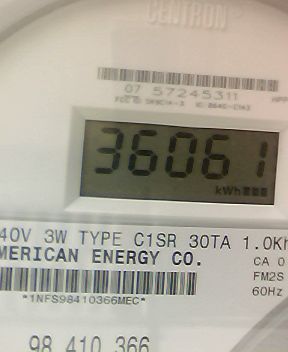 CENTRON
07 57245311
36061
kWh
40V 3W TYPE C1SR 30TA 1.0Kh
MERICAN ENERGY CO.
CA 0
FM2S
*1NFS98410366MEC*
60Hz
98 410 366